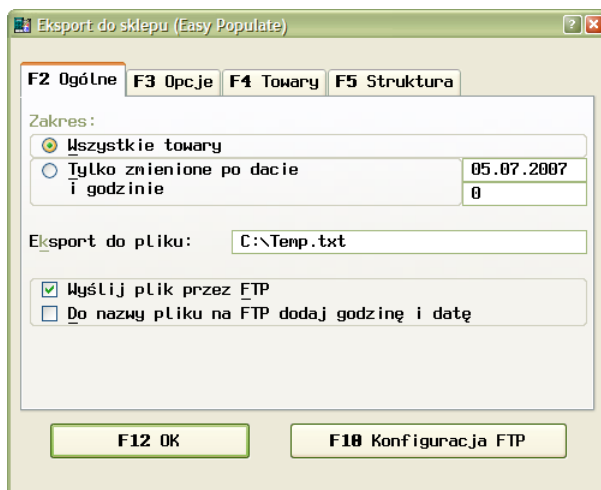 Eksport do sklepu (Easy Populate)
F2 Ogólne F3 Opcje F4 Towary F5 Struktura
Zakres:
Wszystkie towary
Tylko zmienione po dacie 05.07.2007
i godzinie 0
Eksport do pliku: C:\Temp.txt
Wyślij plik przez FTP
Do nazwy pliku na FTP dodaj godzinę i datę
F12 OK F10 Konfiguracja FTP